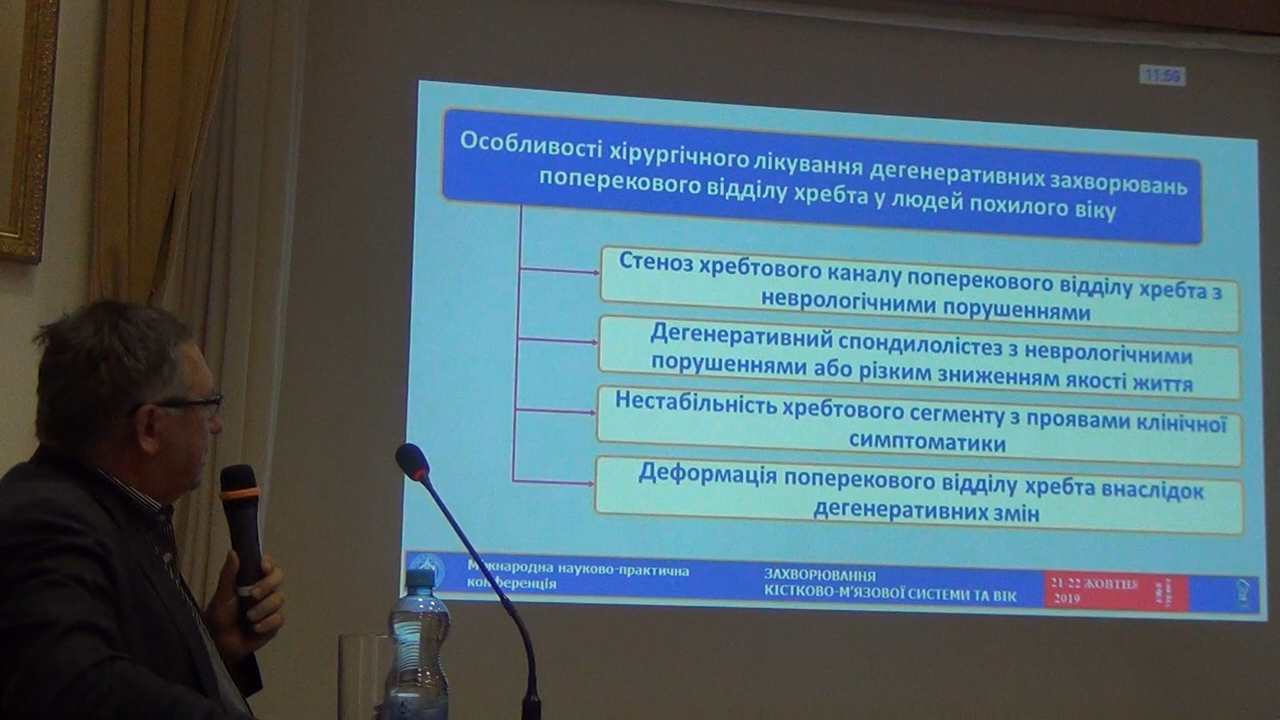 11:59
Особливості хірургічного лікування дегенеративних захворювань
поперекового відділу хребта у людей похилого віку
Стеноз хребтового каналу поперекового відділу хребта з
неврологічними порушеннями
Дегенеративний спондилолістез з неврологічними
порушеннями або різким зниженням якості життя
Нестабільність хребтового сегменту з проявами клінічної
симптоматики
Деформація поперекового відділу хребта внаслідок
дегенеративних змін
Міжнародна науково-практична
конференція
ЗАХВОРЮВАННЯ
КІСТКОВО-М'ЯЗОВОЇ СИСТЕМИ ТА ВІК
21-22 ЖОВТНЯ
2019